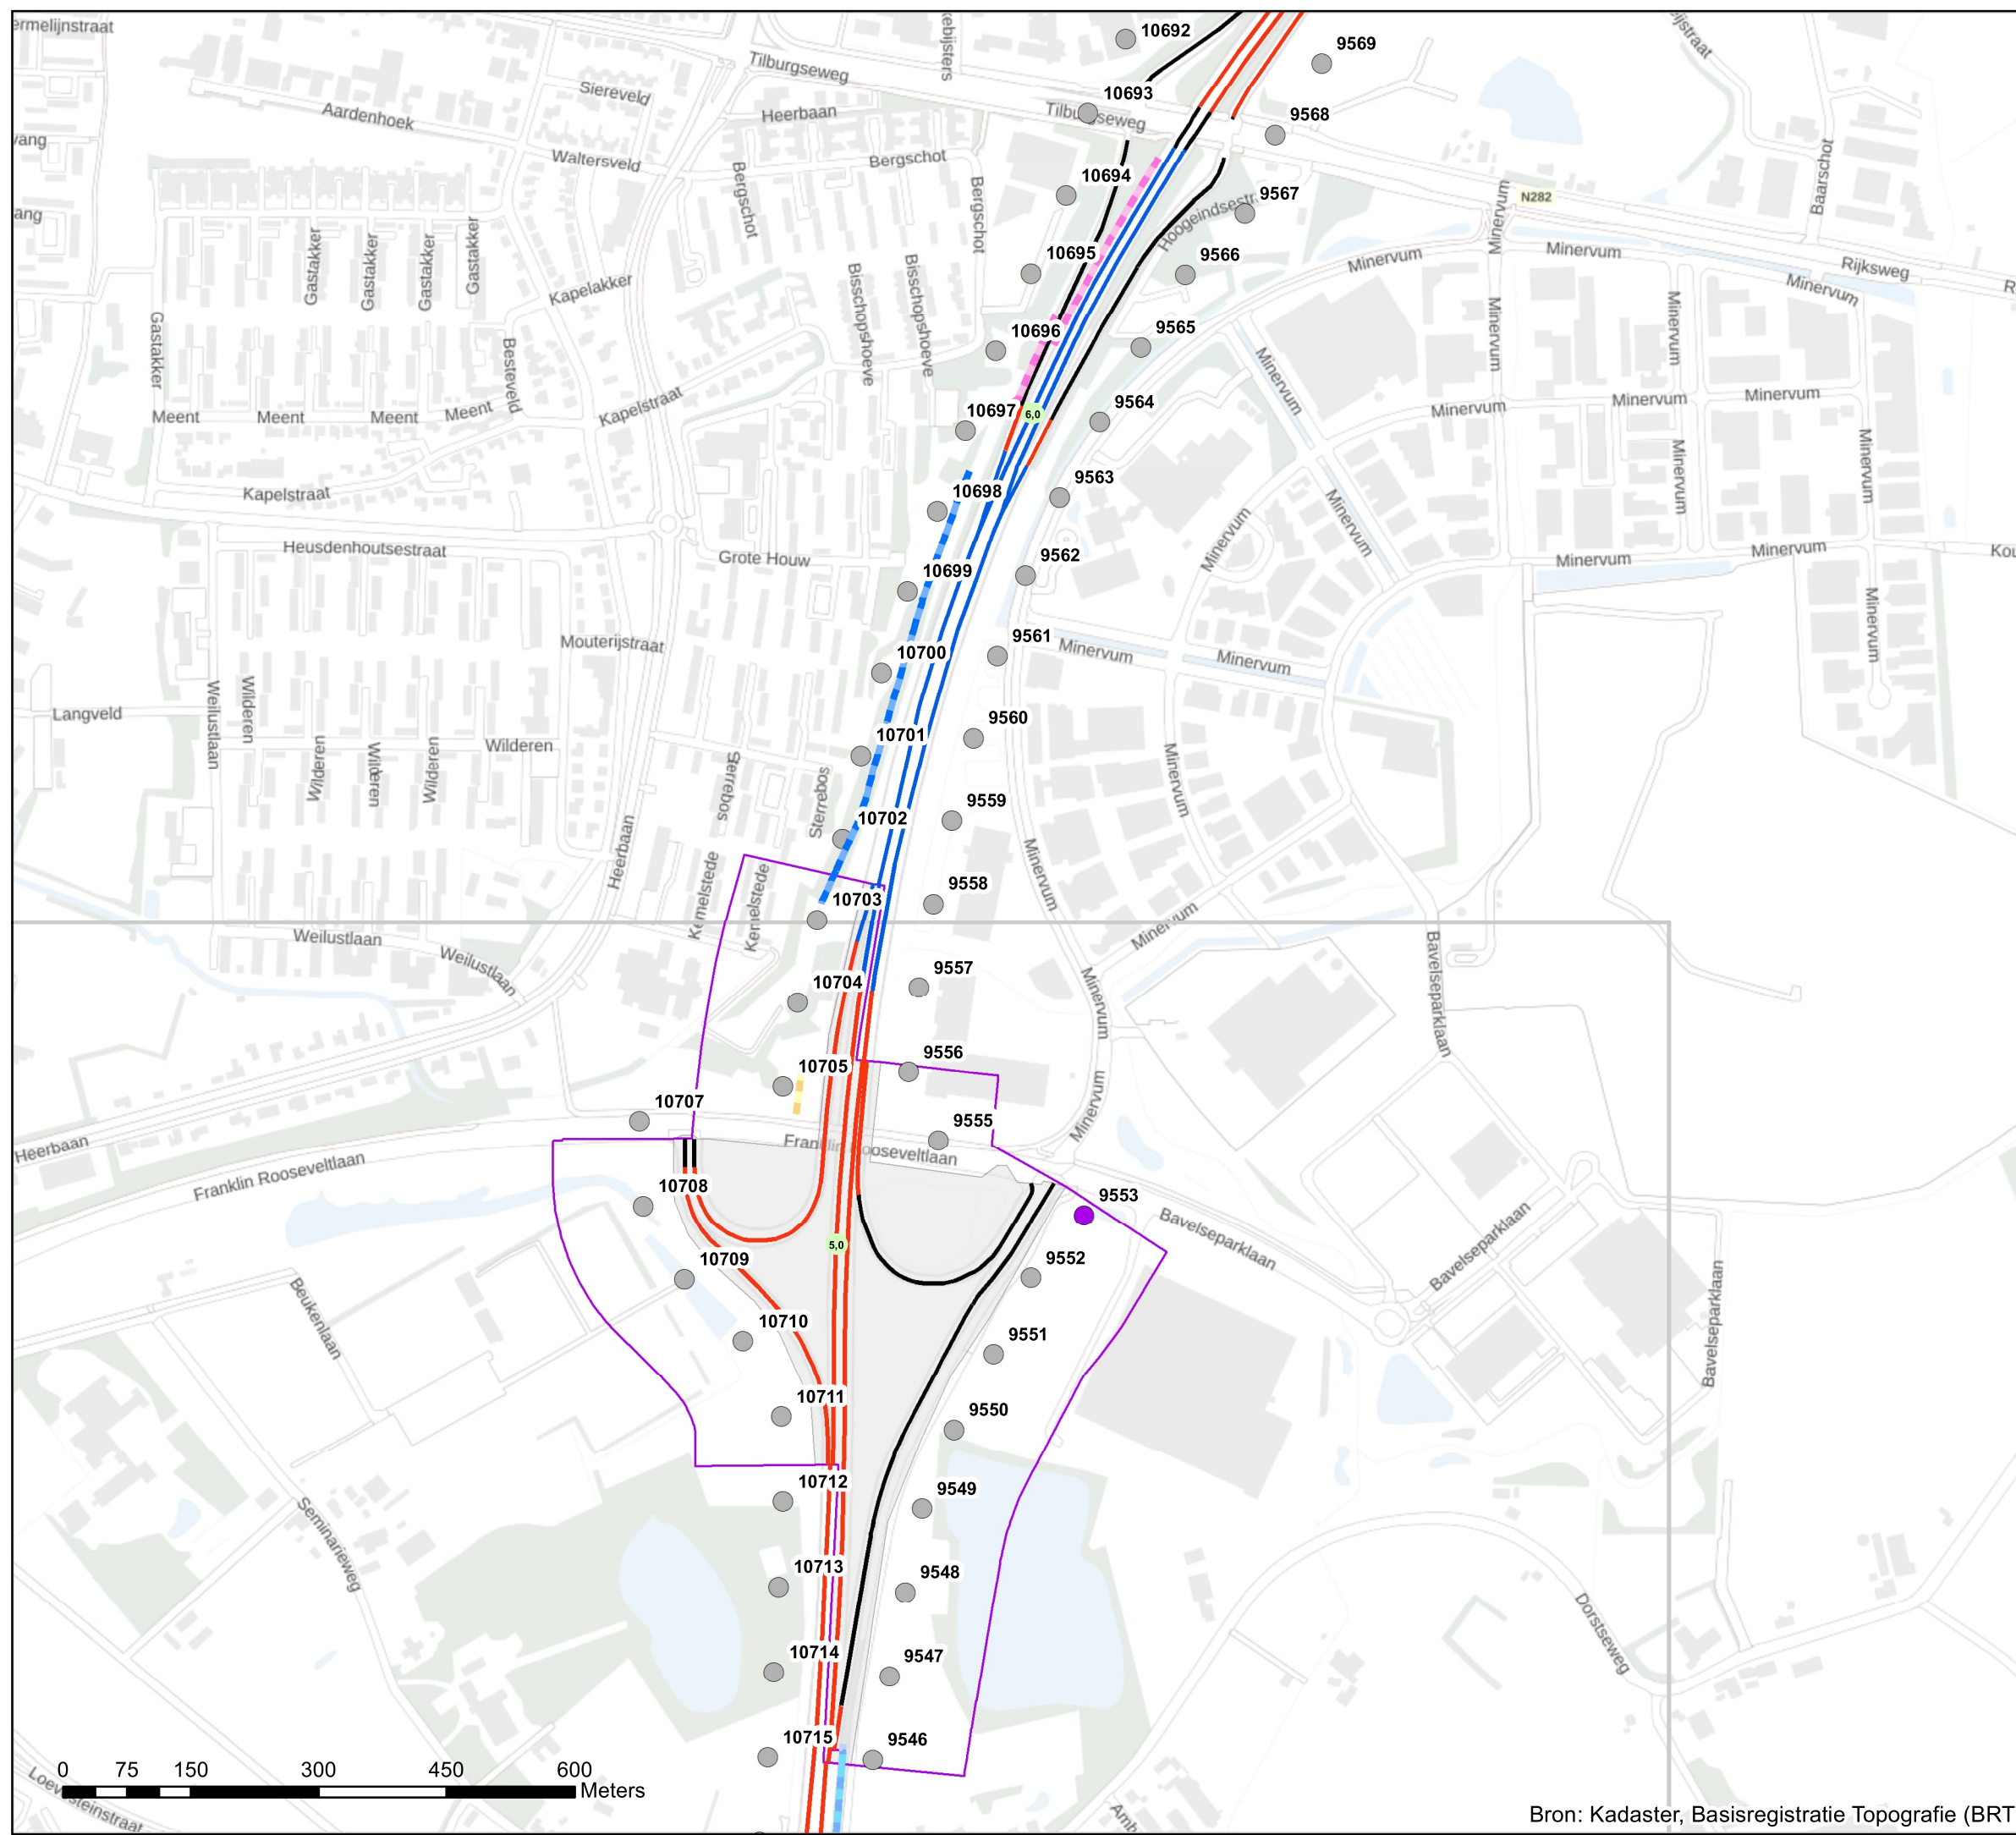 ermelijnstraat
Tilburgseweg
10692
9569
Aardenhoek
Siereveld
Heerbaan
10693
Tilburgseweg
9568
Baarschot
Waltersveld
Bergschot
Bergschot
Bergschot
10694
9567
Hoogeindsestr
N282
Minervum
Minervum
Minervum
Rijksweg
Minervum
Gastakker
Gastakker
Gastakker
Gastakker
Gastakker
Kapelakker
Bisschopshoeve
Bisschopshoeve
10695
9566
Besteveld
10696
9565
Minervum
Minervum
Minervum
Meent
Meent
Meent
Meent
Kapelstraat
10697
6,0
9564
Minervum
Minervum
Minervum
Kapelstraat
10698
9563
Minervum
Minervum
Minervum
Minervum
Heusdenhoutsestraat
Grote Houw
10699
9562
Minervum
Minervum
Kou
Mouterijstraat
10700
9561
Minervum
Minervum
Minervum
Langveld
Weilustlaan
Wilderen
Wilderen
Wilderen
Wilderen
Wilderen
Serrebos
Sterrebos
10701
9560
Minervum
10702
9559
Heerbaan
Kemelstede
Kemelstede
10703
9558
Minervum
Minervum
Weilustlaan
Weilustlaan
10704
9557
Minervum
Bavelseparklaan
10705
9556
10707
9555
Minervum
Heerbaan
Franklin Rooseveltlaan
Franklin Rooseveltlaan
10708
9553
Bavelseparklaan
Bavelseparklaan
Bavelseparklaan
10709
5,0
9552
Beukenlaan
10710
9551
10711
9550
10712
9549
Seminarieweg
10713
9548
Dorstseweg
10714
9547
10715
9546
0 75 150 300 450 600
Meters
Loevesteinstraat
Amb
Bron: Kadaster, Basisregistratie Topografie (BRT